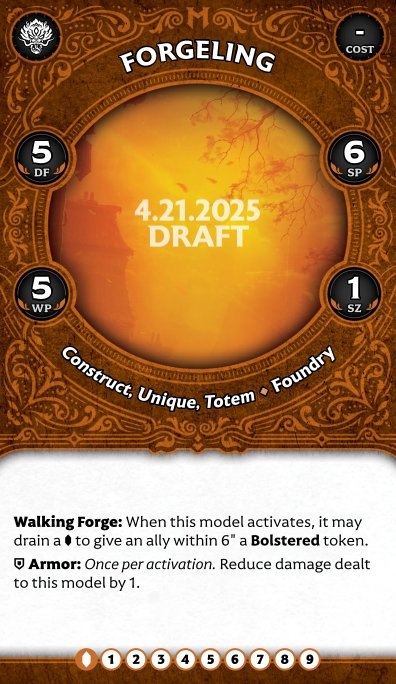 FORGELING
-
COST
5
DF
6
SP
4.21.2025
DRAFT
5
WP
1
SZ
Construct, Unique, Totem ◆ Foundry
Walking Forge: When this model activates, it may
drain a ⬮ to give an ally within 6" a Bolstered token.
⛨ Armor: Once per activation. Reduce damage dealt
to this model by 1.
1 2 3 4 5 6 7 8 9